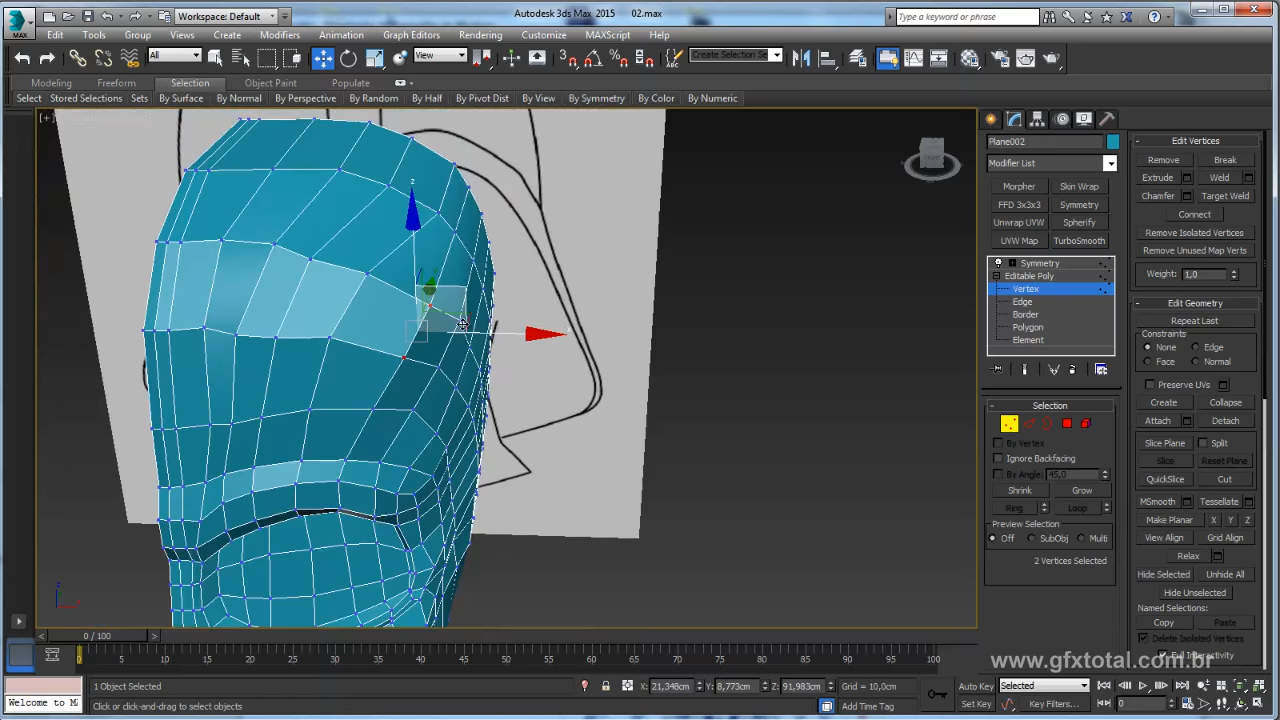 MAX
Workspace: Default
Autodesk 3ds Max 2015   02.max
Type a keyword or phrase
Edit Tools Group Views Create Modifiers Animation Graph Editors Rendering Customize MAXScript Help
All
View
Create Selection Se
Modeling Freeform Selection Object Paint Populate
Select Stored Selections Sets By Surface By Normal By Perspective By Random By Half By Pivot Dist By View By Symmetry By Color By Numeric
[+]
z
Plane002
Modifier List
Morpher Skin Wrap
FFD 3x3x3 Symmetry
Unwrap UVW Spherify
UVW Map TurboSmooth
Symmetry
Editable Poly
Vertex
Edge
Border
Polygon
Element
Selection
By Vertex
Ignore Backfacing
By Angle: 45,0
Shrink Grow
Ring Loop
Preview Selection
Off SubObj Multi
2 Vertices Selected
Edit Vertices
Remove Break
Extrude Weld
Chamfer Target Weld
Connect
Remove Isolated Vertices
Remove Unused Map Verts
Weight: 1,0
Edit Geometry
Repeat Last
Constraints
None Edge
Face Normal
Preserve UVs
Create Collapse
Attach Detach
Slice Plane Split
Slice Reset Plane
QuickSlice Cut
MSmooth Tessellate
Make Planar X Y Z
View Align Grid Align
Relax
Hide Selected Unhide All
Hide Unselected
Named Selections:
Copy Paste
Delete Isolated Vertices
Full Interactivity
www.gfxtotal.com.br
0 / 100
0 5 10 15 20 25 30 35 40 45 50 55 60 65 70 75 80 85 90 95 100
1 Object Selected
X: 21,348cm Y: 8,773cm Z: 91,983cm Grid = 10,0cm
Auto Key Selected
Welcome to M
Click or click-and-drag to select objects
Add Time Tag
Set Key Key Filters...
0